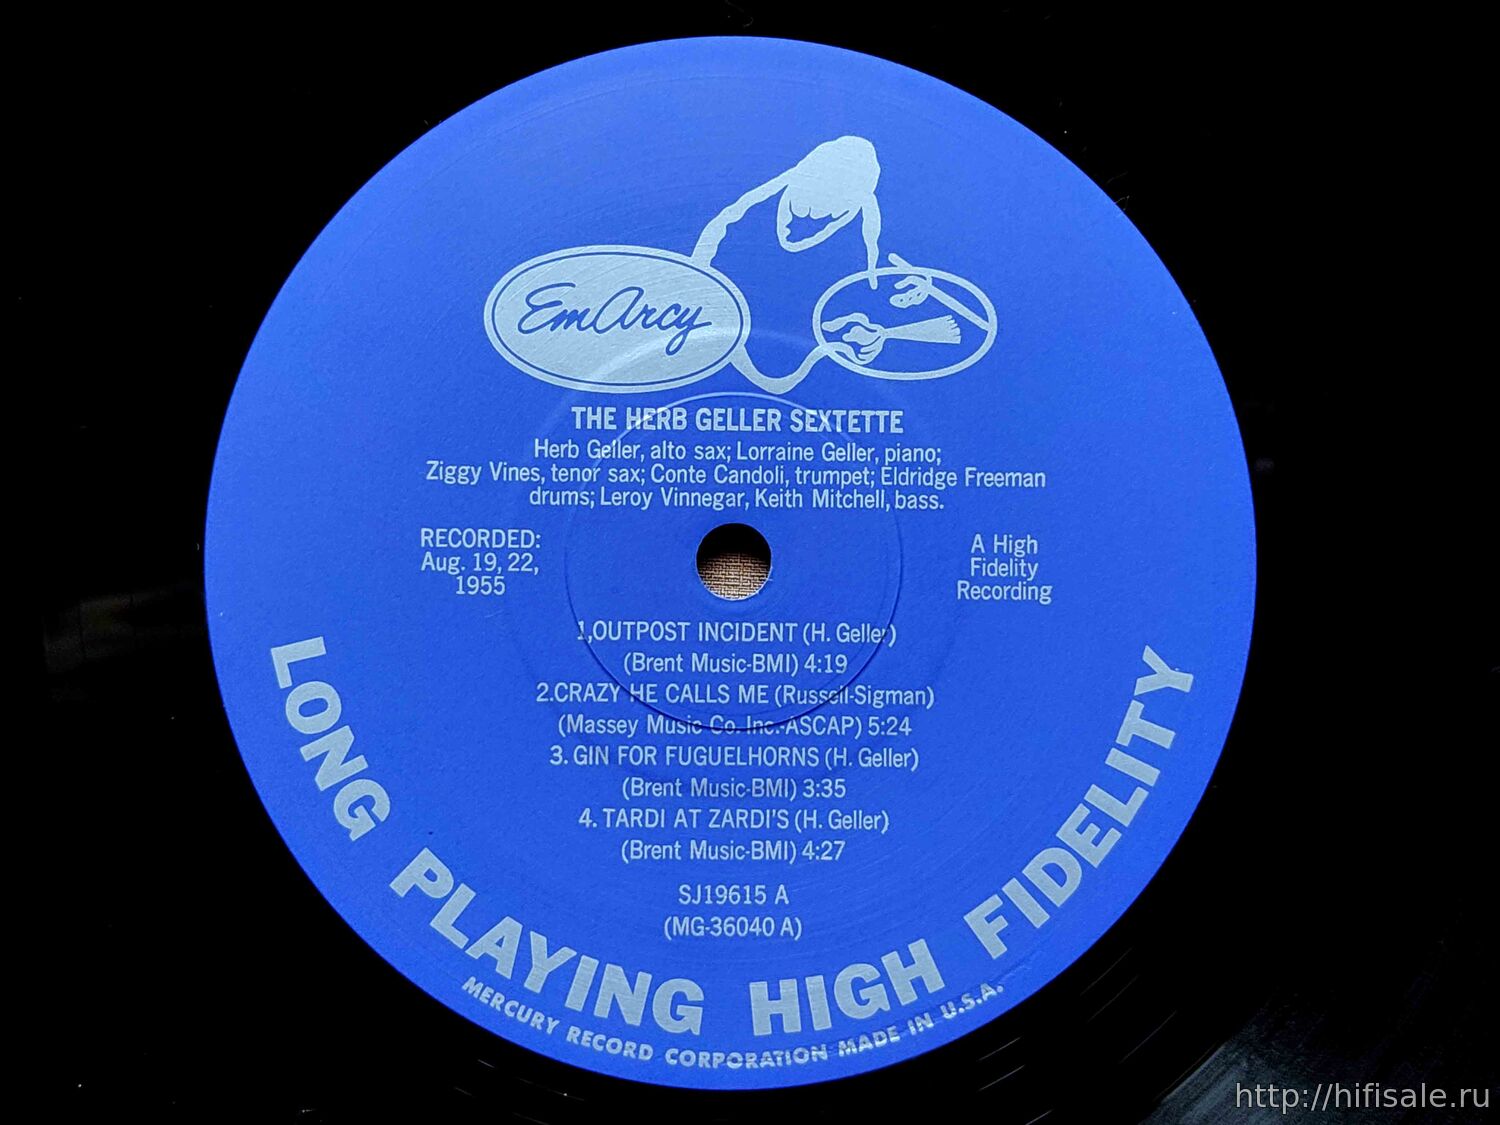 EmArcy
THE HERB GELLER SEXTETTE
Herb Geller, alto sax; Lorraine Geller, piano;
Ziggy Vines, tenor sax; Conte Candoli, trumpet; Eldridge Freeman
drums; Leroy Vinnegar, Keith Mitchell, bass.
RECORDED:
Aug. 19, 22,
1955
A High
Fidelity
Recording
1,OUTPOST INCIDENT (H. Geller)
(Brent Music-BMI) 4:19
2.CRAZY HE CALLS ME (Russell-Sigman)
(Massey Music Co. Inc.-ASCAP) 5:24
3. GIN FOR FUGUELHORNS (H. Geller)
(Brent Music-BMI) 3:35
4. TARDI AT ZARDI'S (H. Geller)
(Brent Music-BMI) 4:27
SJ19615 A
(MG-36040 A)
LONG PLAYING HIGH FIDELITY
MERCURY RECORD CORPORATION MADE IN U.S.A.
http://hifisale.ru